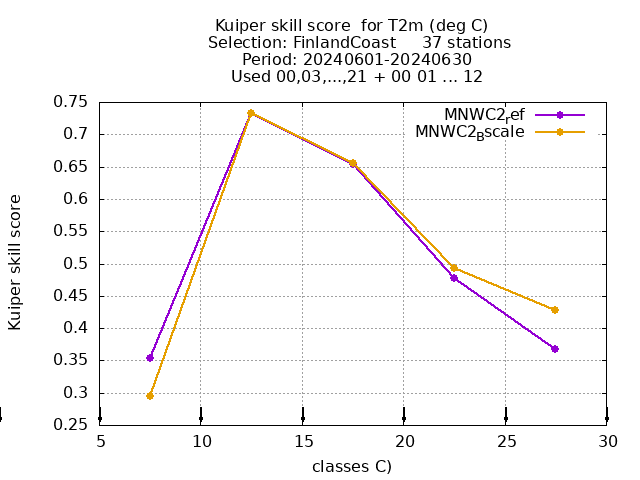 Kuiper skill score  for T2m (deg C)
Selection: FinlandCoast     37 stations
Period: 20240601-20240630
Used 00,03,...,21 + 00 01 ... 12
MNWC2_ref
MNWC2_Bscale
0.75
0.7
0.65
0.6
0.55
0.5
0.45
0.4
0.35
0.3
0.25
Kuiper skill score
5 10 15 20 25 30
classes C)